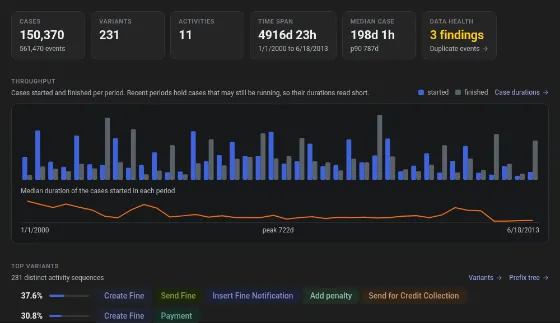 CASES
150,370
561,470 events
VARIANTS
231
ACTIVITIES
11
TIME SPAN
4916d 23h
1/1/2000 to 6/18/2013
MEDIAN CASE
198d 1h
p90 787d
DATA HEALTH
3 findings
Duplicate events →
THROUGHPUT
Cases started and finished per period. Recent periods hold cases that may still be running, so their durations read short.
started finished Case durations →
Median duration of the cases started in each period
1/1/2000 peak 722d 6/18/2013
TOP VARIANTS
231 distinct activity sequences
Variants → Prefix tree →
37.6% Create Fine Send Fine Insert Fine Notification Add penalty Send for Credit Collection
30.8% Create Fine Payment